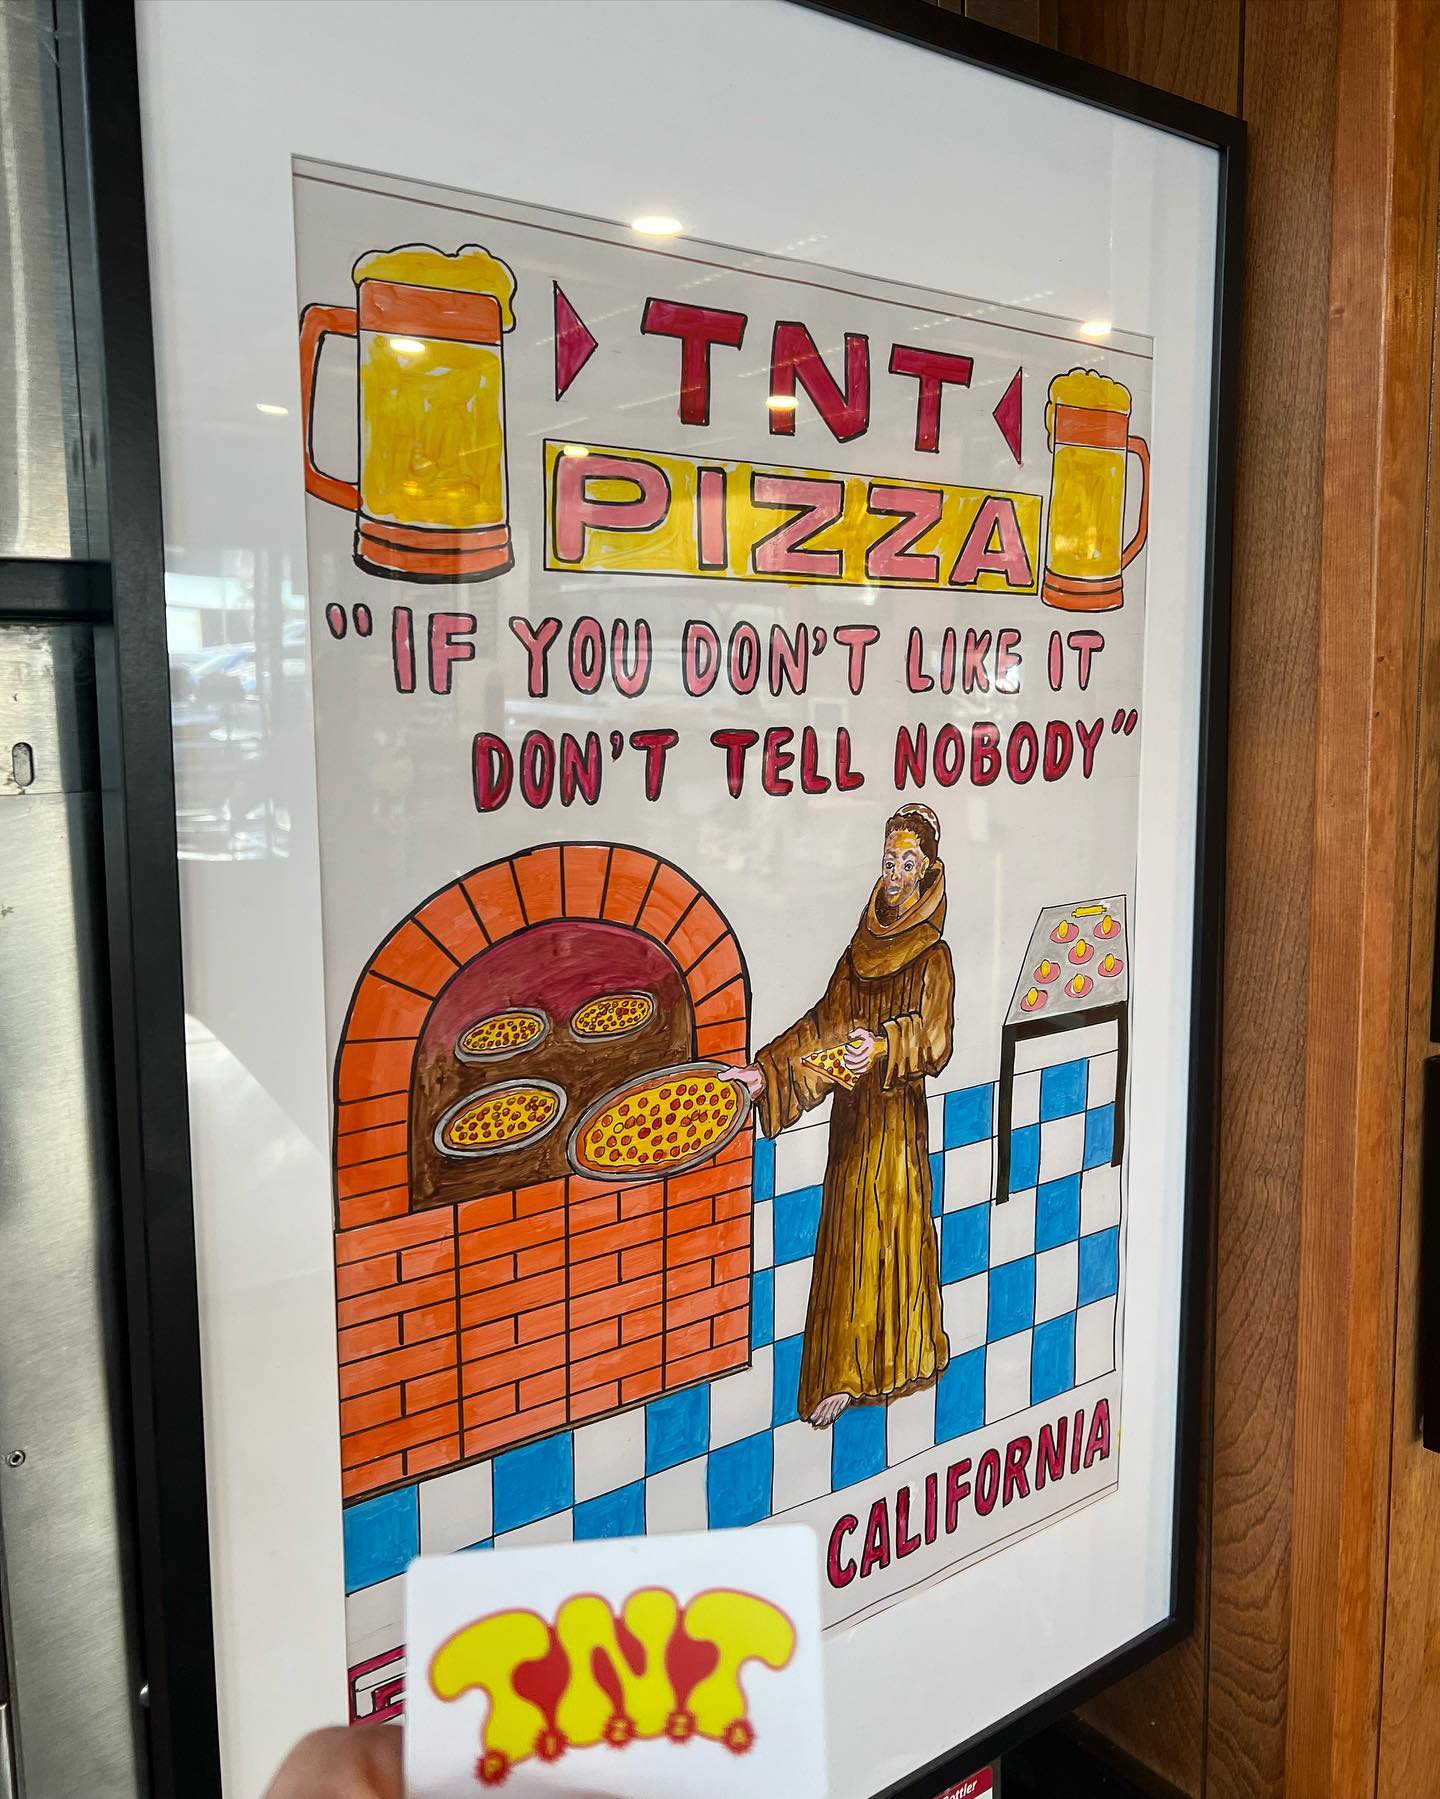 TNT
PIZZA
"IF YOU DON'T LIKE IT
DON'T TELL NOBODY"
CALIFORNIA
TNT
PIZZA